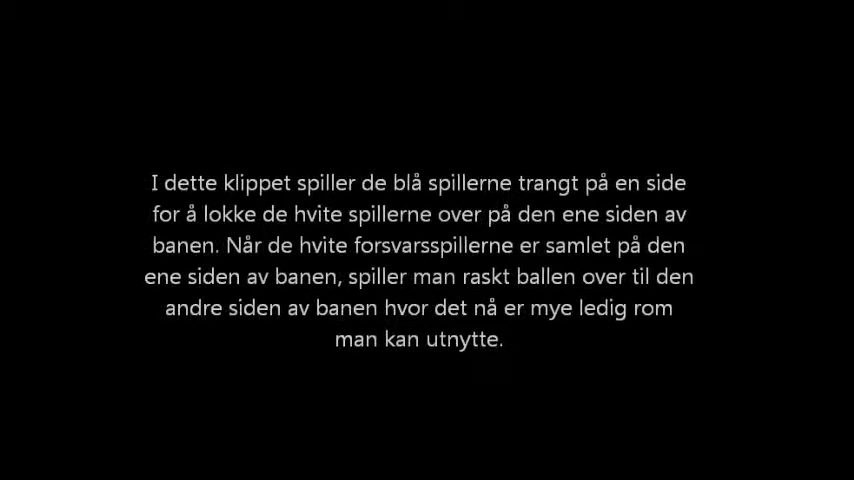 I dette klippet spiller de blå spillerne trangt på en side
for å lokke de hvite spillerne over på den ene siden av
banen. Når de hvite forsvarsspillerne er samlet på den
ene siden av banen, spiller man raskt ballen over til den
andre siden av banen hvor det nå er mye ledig rom
man kan utnytte.